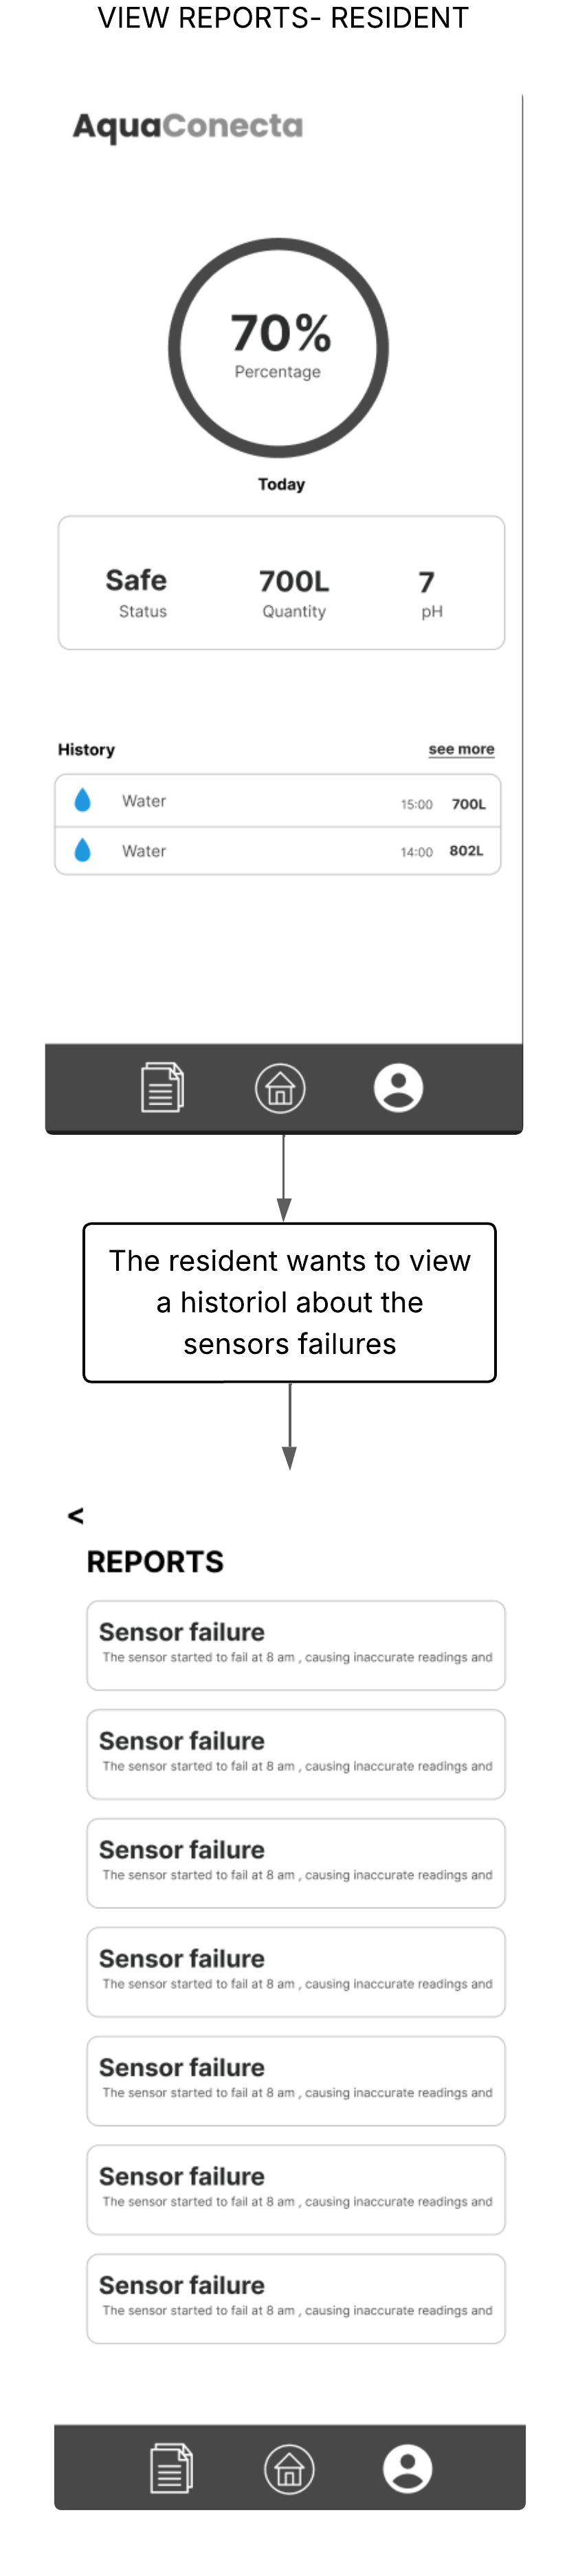 VIEW REPORTS- RESIDENT
AquaConecta
70%
Percentage
Today
Safe 700L 7
Status Quantity pH
History see more
Water 15:00 700L
Water 14:00 802L
The resident wants to view
a historiol about the
sensors failures
<
REPORTS
Sensor failure
The sensor started to fail at 8 am , causing inaccurate readings and
Sensor failure
The sensor started to fail at 8 am , causing inaccurate readings and
Sensor failure
The sensor started to fail at 8 am , causing inaccurate readings and
Sensor failure
The sensor started to fail at 8 am , causing inaccurate readings and
Sensor failure
The sensor started to fail at 8 am , causing inaccurate readings and
Sensor failure
The sensor started to fail at 8 am , causing inaccurate readings and
Sensor failure
The sensor started to fail at 8 am , causing inaccurate readings and